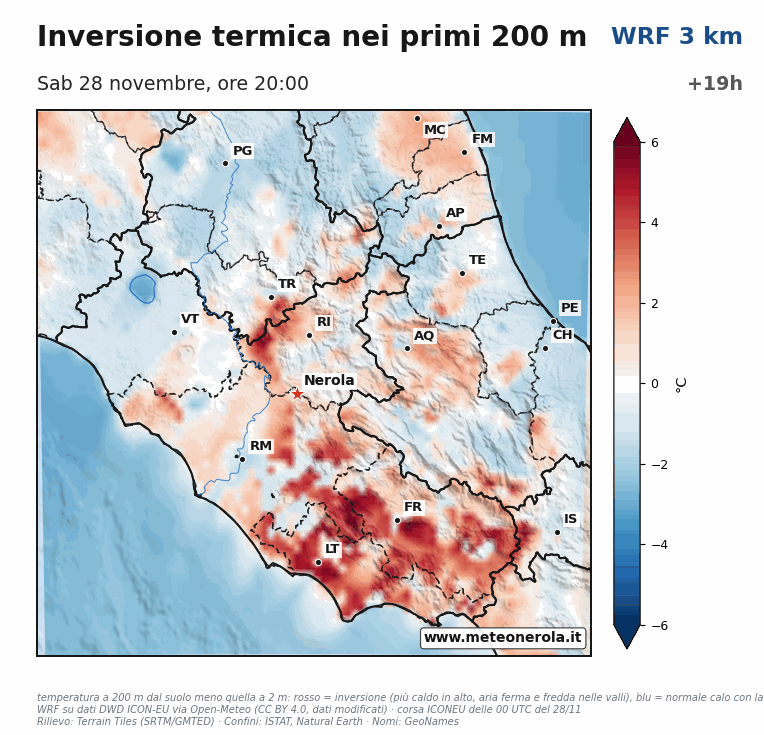 Inversione termica nei primi 200 m WRF 3 km
Sab 28 novembre, ore 20:00 +19h
MC
FM
PG
AP
TE
TR
PE
VT
RI
AQ
CH
Nerola
RM
FR
IS
LT
www.meteonerola.it
6
4
2
0
−2
−4
−6
°C
temperatura a 200 m dal suolo meno quella a 2 m: rosso = inversione (più caldo in alto, aria ferma e fredda nelle valli), blu = normale calo con la
WRF su dati DWD ICON-EU via Open-Meteo (CC BY 4.0, dati modificati) · corsa ICONEU delle 00 UTC del 28/11
Rilievo: Terrain Tiles (SRTM/GMTED) · Confini: ISTAT, Natural Earth · Nomi: GeoNames